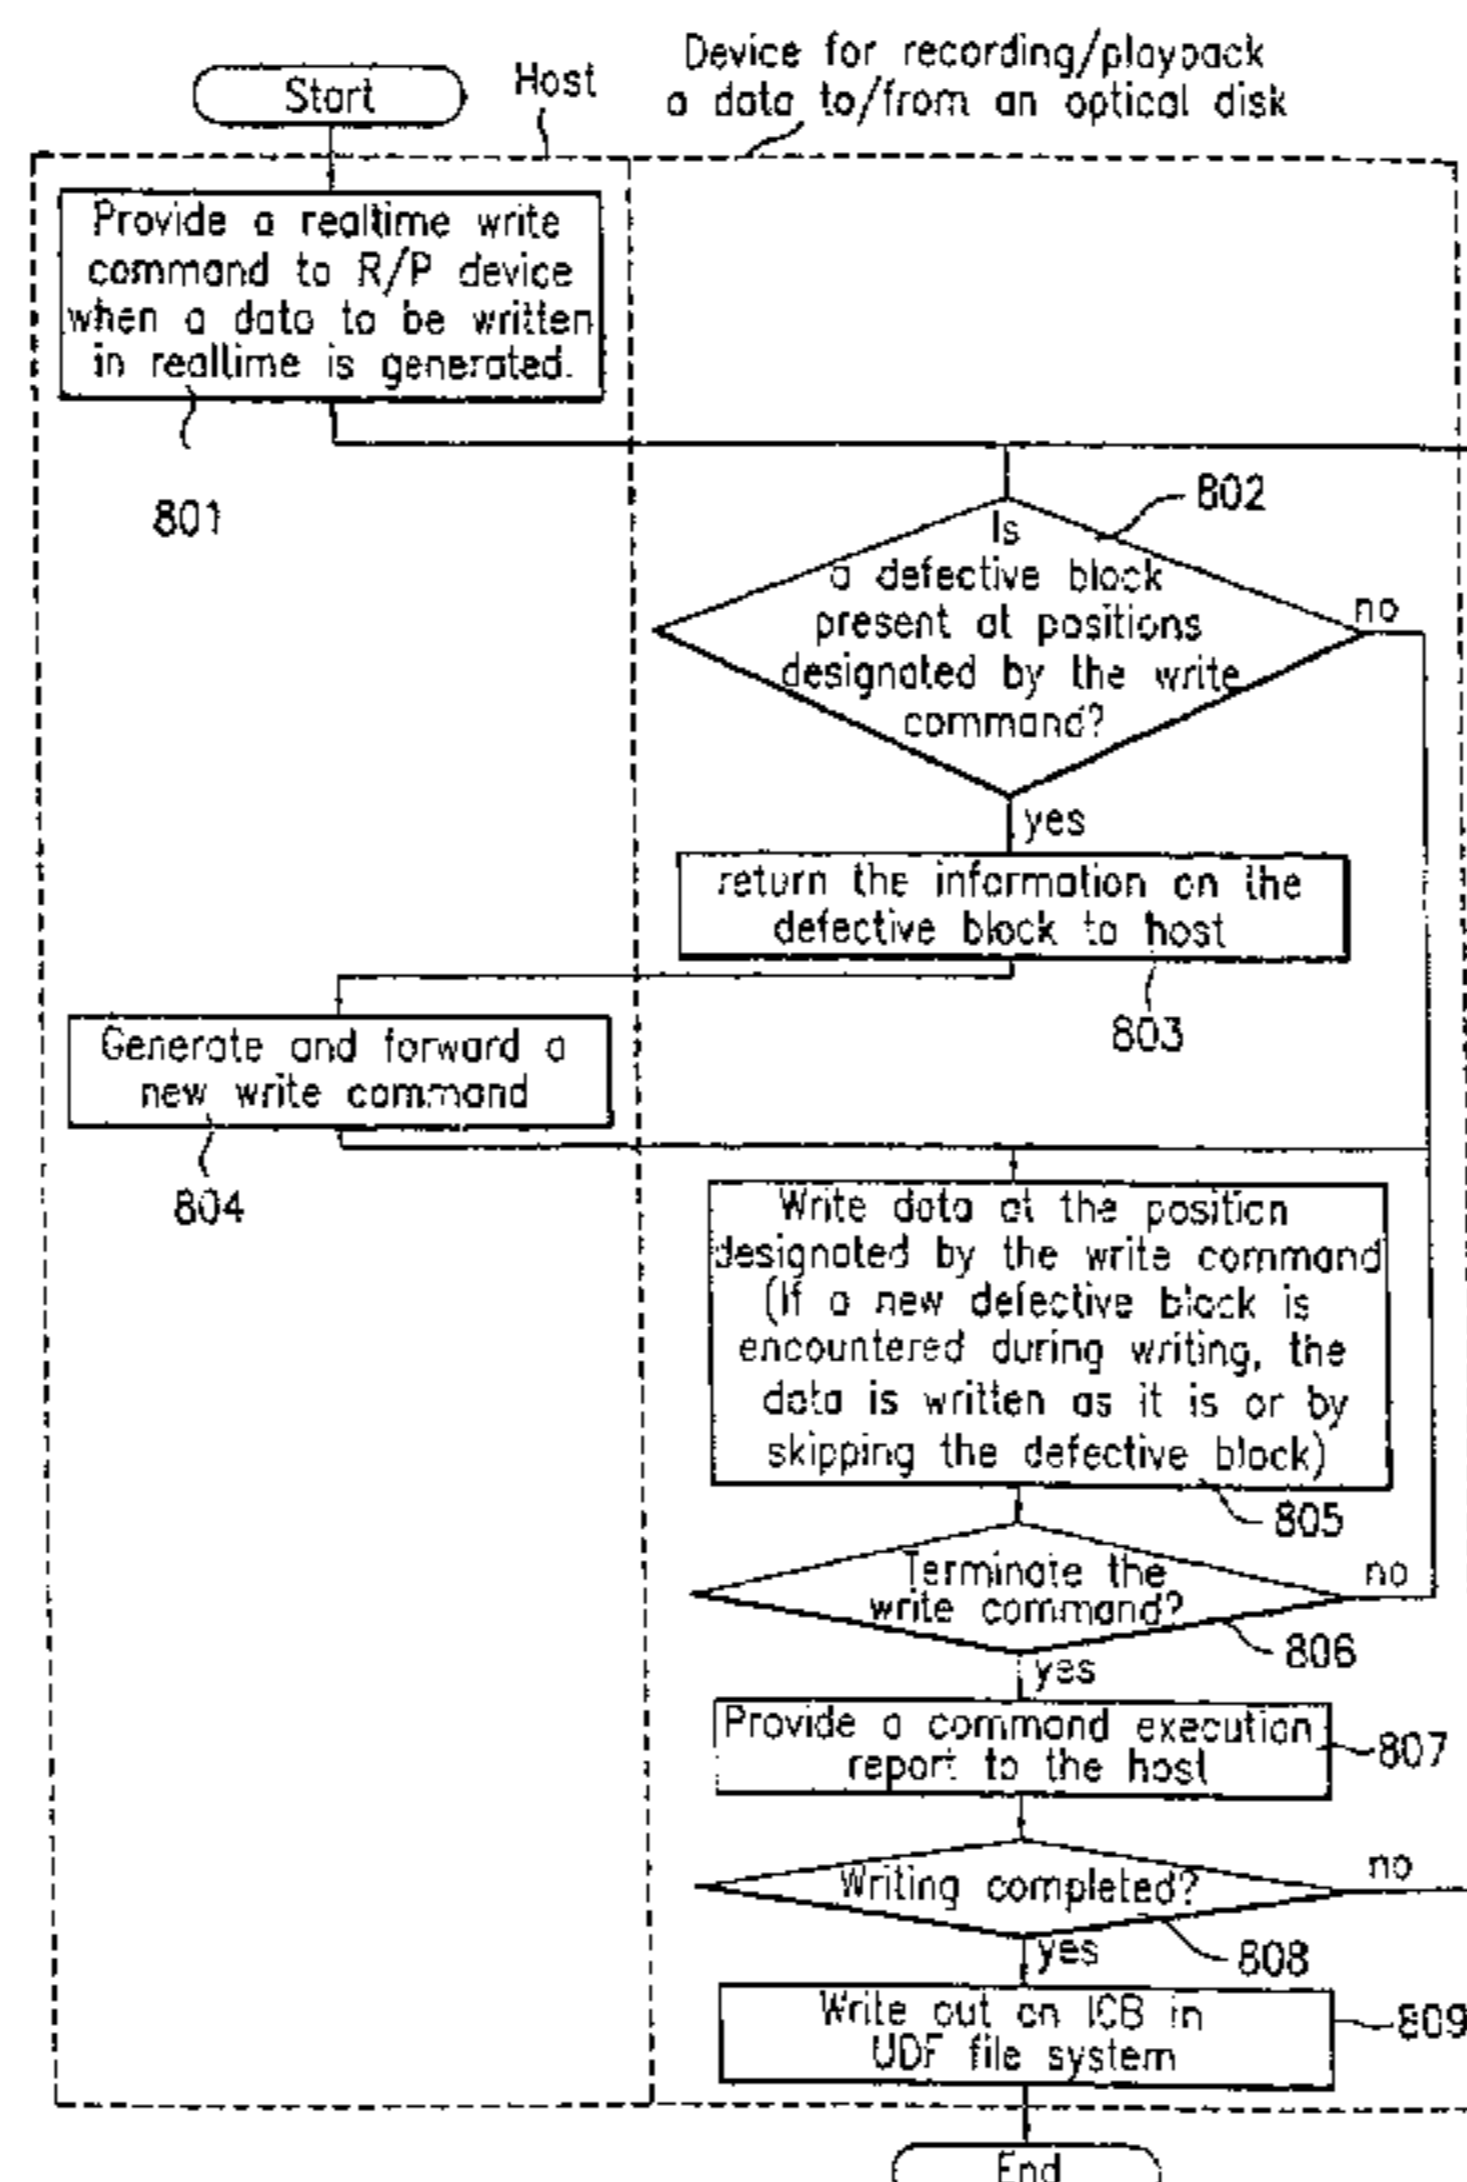 Start
Host
Device for recording/playback
a data to/from an optical disk
Provide a realtime write
command to R/P device
when a data to be written
in realtime is generated.
801
802
Is
a defective block
present at positions
designated by the write
command?
no
yes
return the information on the
defective block to host
803
Generate and forward a
new write command
804
Write data at the position
designated by the write command
(If a new defective block is
encountered during writing, the
data is written as it is or by
skipping the defective block)
805
Terminate the
write command?
no
806
yes
Provide a command execution
report to the host
807
Writing completed?
no
808
yes
Write out an ICB in
UDF file system
809
End